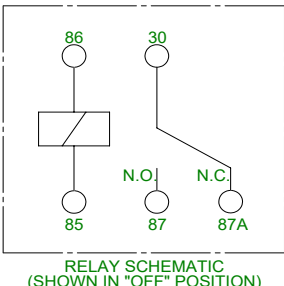 86 30
N.O. N.C.
85 87 87A
RELAY SCHEMATIC
(SHOWN IN "OFF" POSITION)